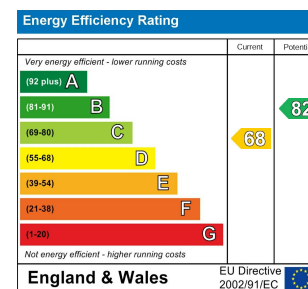 Energy Efficiency Rating
Current Potenti
Very energy efficient - lower running costs
(92 plus) A
(81-91) B
82
(69-80) C
68
(55-68) D
(39-54) E
(21-38) F
(1-20) G
Not energy efficient - higher running costs
England & Wales
EU Directive
2002/91/EC